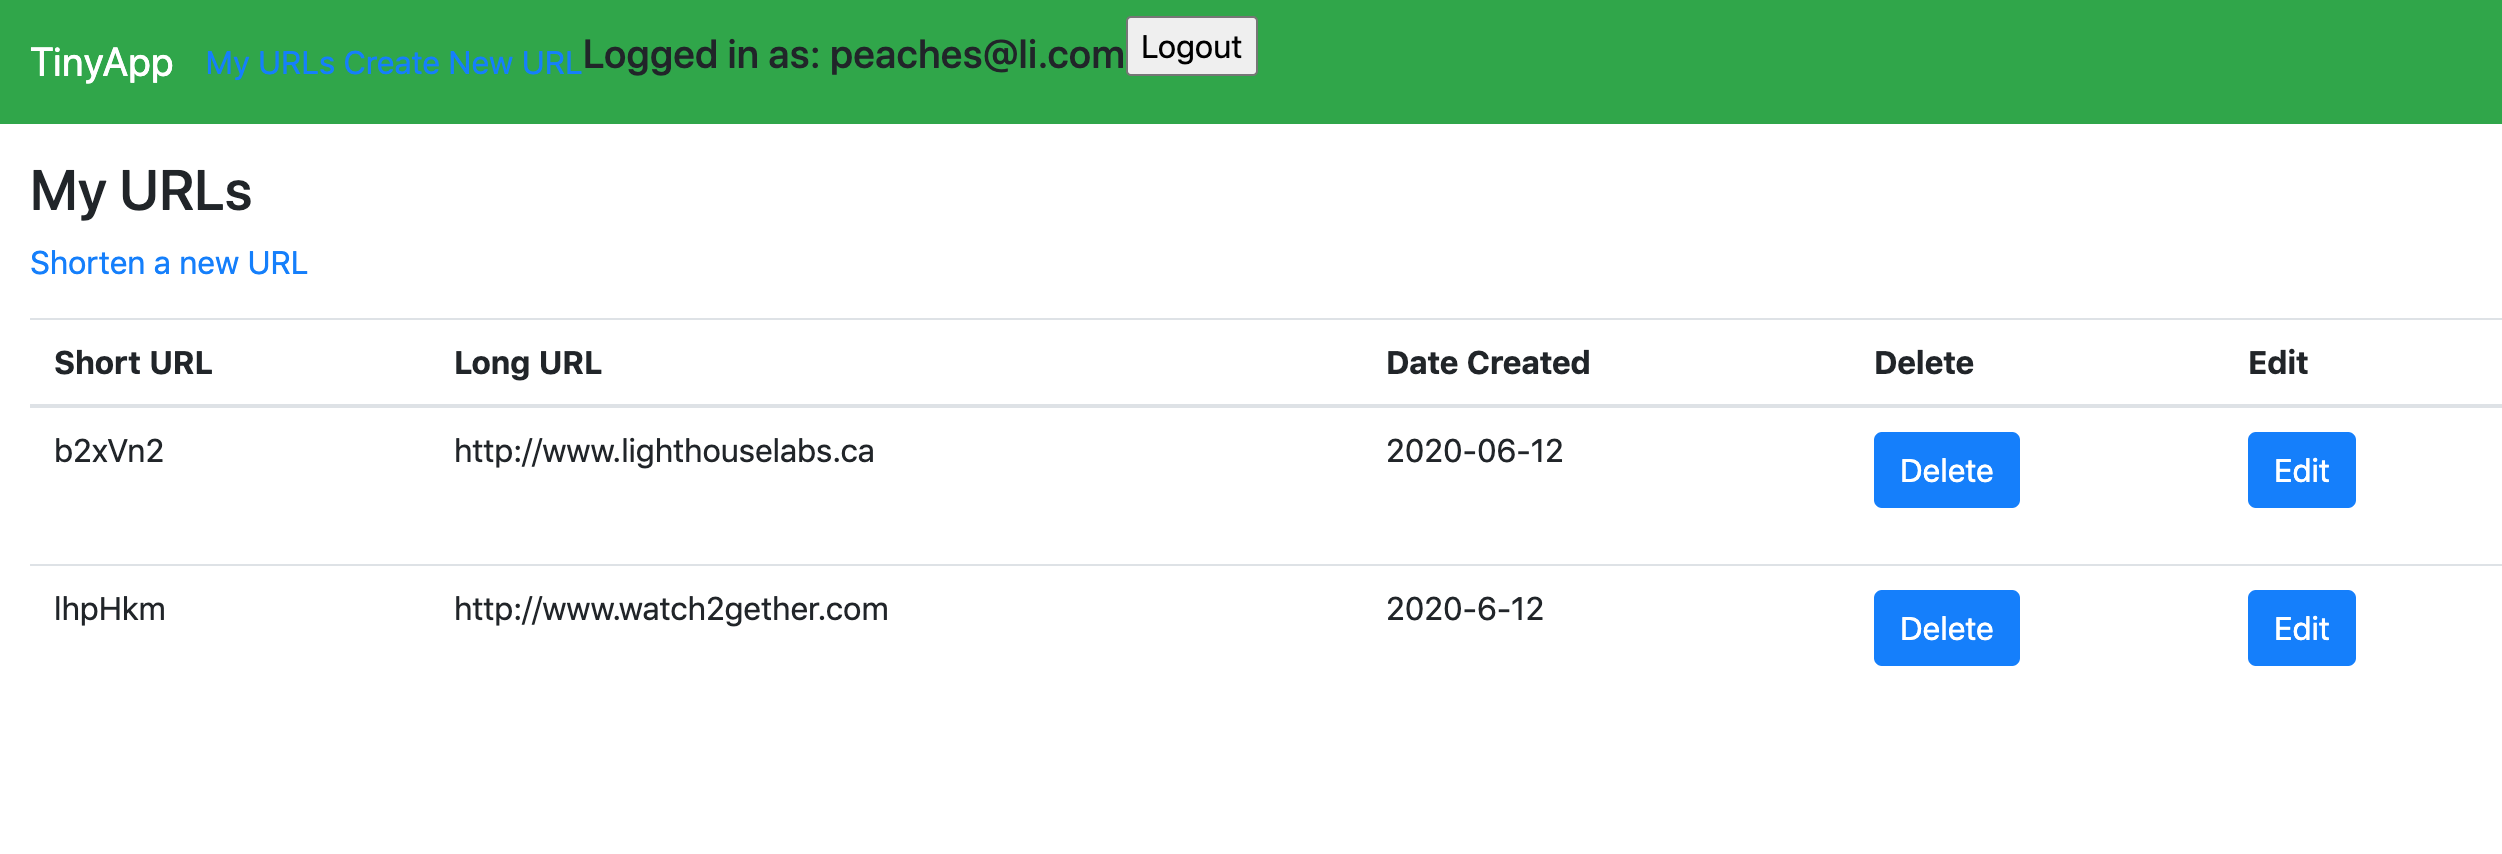 TinyApp My URLs Create New URL Logged in as: peaches@li.com Logout
My URLs
Shorten a new URL
Short URL Long URL Date Created Delete Edit
b2xVn2 http://www.lighthouselabs.ca 2020-06-12 Delete Edit
lhpHkm http://www.watch2gether.com 2020-6-12 Delete Edit